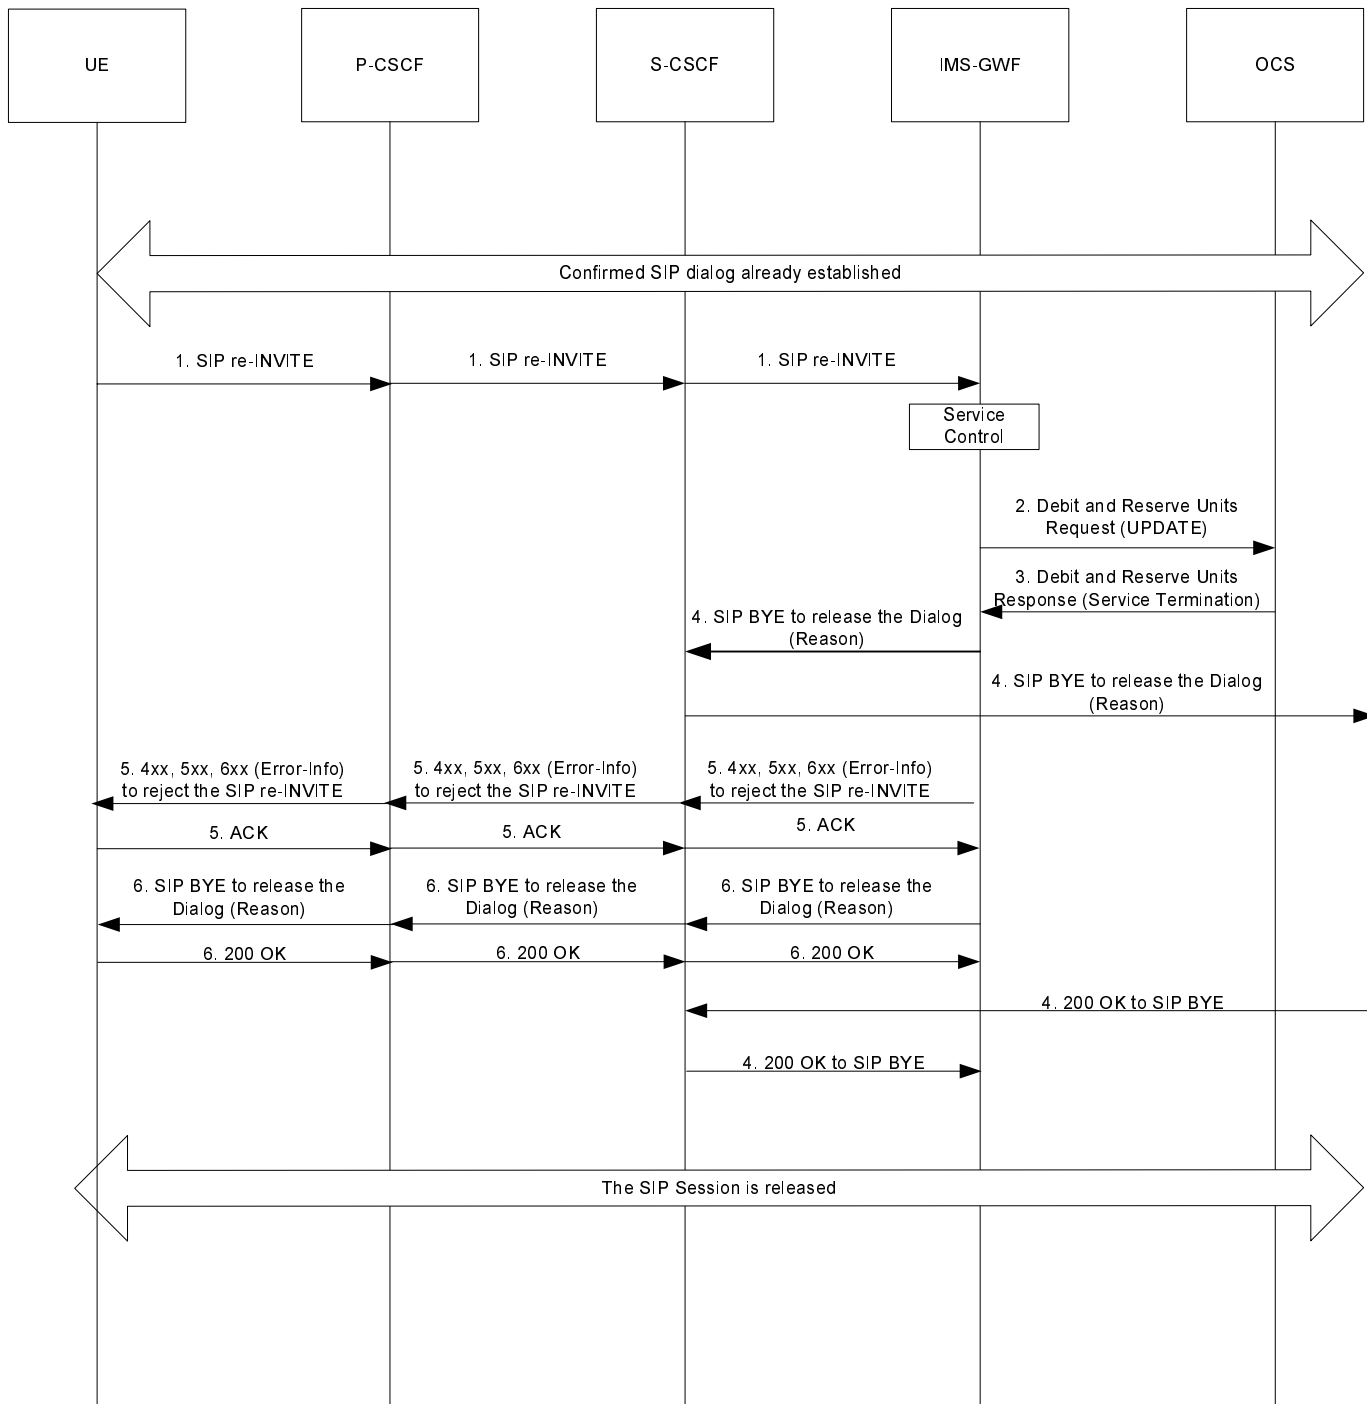 UE
P-CSCF
S-CSCF
IMS-GWF
OCS
Confirmed SIP dialog already established
1. SIP re-INVITE
1. SIP re-INVITE
1. SIP re-INVITE
Service
Control
2. Debit and Reserve Units
Request (UPDATE)
3. Debit and Reserve Units
Response (Service Termination)
4. SIP BYE to release the Dialog
(Reason)
4. SIP BYE to release the Dialog
(Reason)
5. 4xx, 5xx, 6xx (Error-Info)
to reject the SIP re-INVITE
5. 4xx, 5xx, 6xx (Error-Info)
to reject the SIP re-INVITE
5. 4xx, 5xx, 6xx (Error-Info)
to reject the SIP re-INVITE
5. ACK
5. ACK
5. ACK
6. SIP BYE to release the
Dialog (Reason)
6. SIP BYE to release the
Dialog (Reason)
6. SIP BYE to release the
Dialog (Reason)
6. 200 OK
6. 200 OK
6. 200 OK
4. 200 OK to SIP BYE
4. 200 OK to SIP BYE
The SIP Session is released